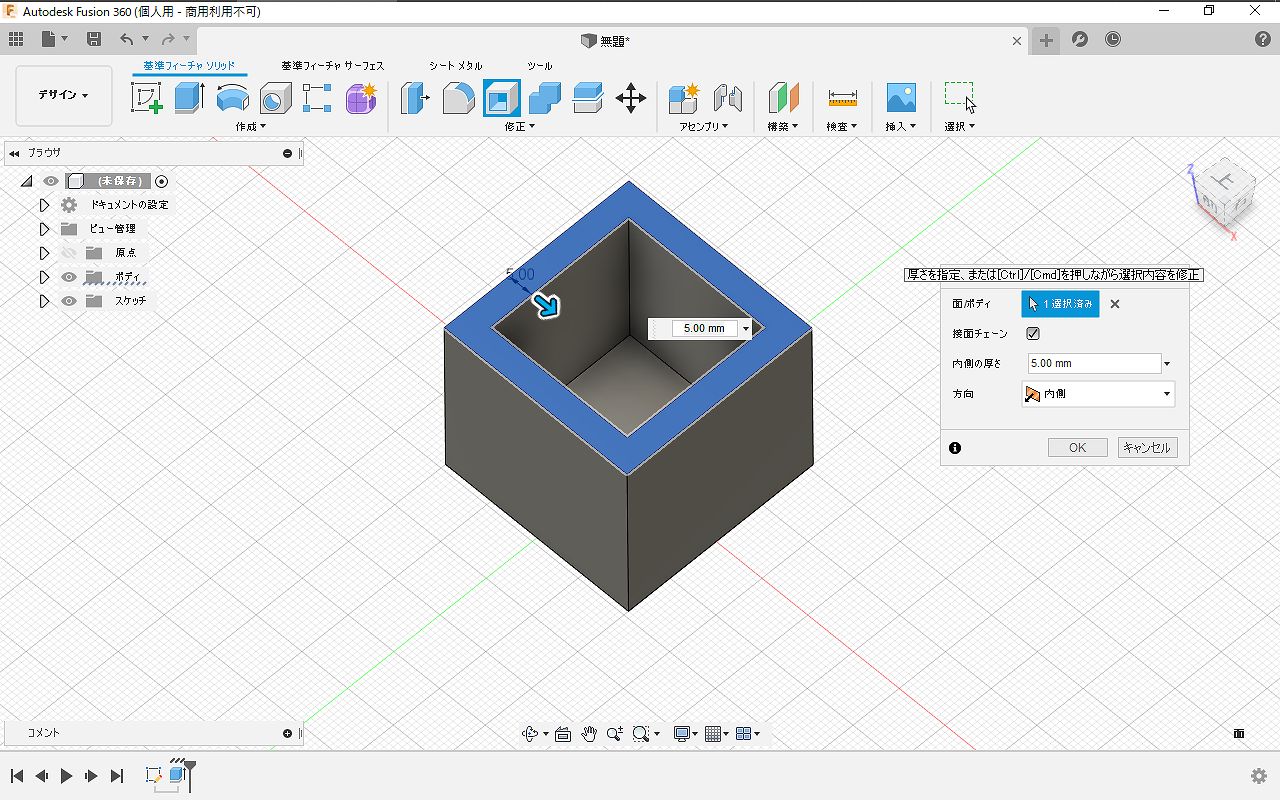 Autodesk Fusion 360 (個人用 - 商用利用不可)
無題*
基準フィーチャ ソリッド 基準フィーチャ サーフェス シート メタル ツール
デザイン
作成 修正 アセンブリ 構築 検査 挿入 選択
ブラウザ
(未保存)
ドキュメントの設定
ビュー管理
原点
ボディ
スケッチ
5.00
5.00 mm
厚さを指定、または[Ctrl]/[Cmd]を押しながら選択内容を修正
面/ボディ 1 選択済み
接面チェーン
内側の厚さ 5.00 mm
方向 内側
OK キャンセル
Z
X
コメント